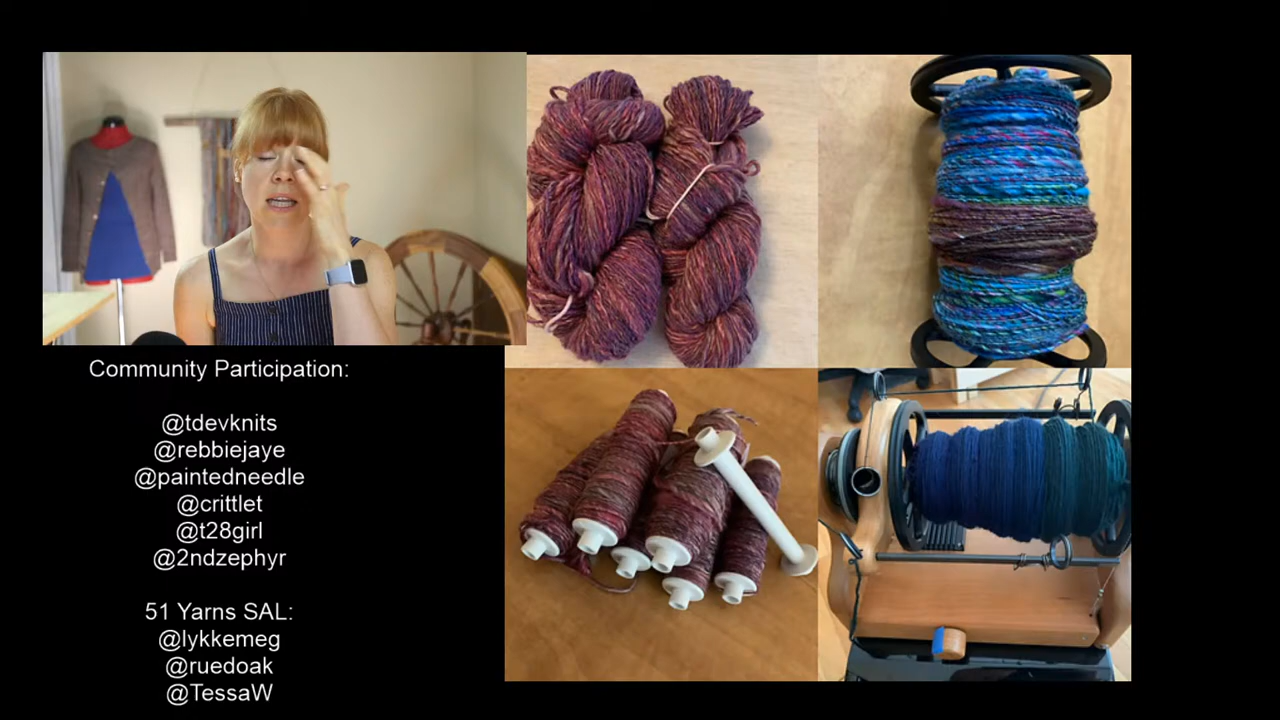 Community Participation:
@tdevknits
@rebbiejaye
@paintedneedle
@crittlet
@t28girl
@2ndzephyr
51 Yarns SAL:
@lykkemeg
@ruedoak
@TessaW